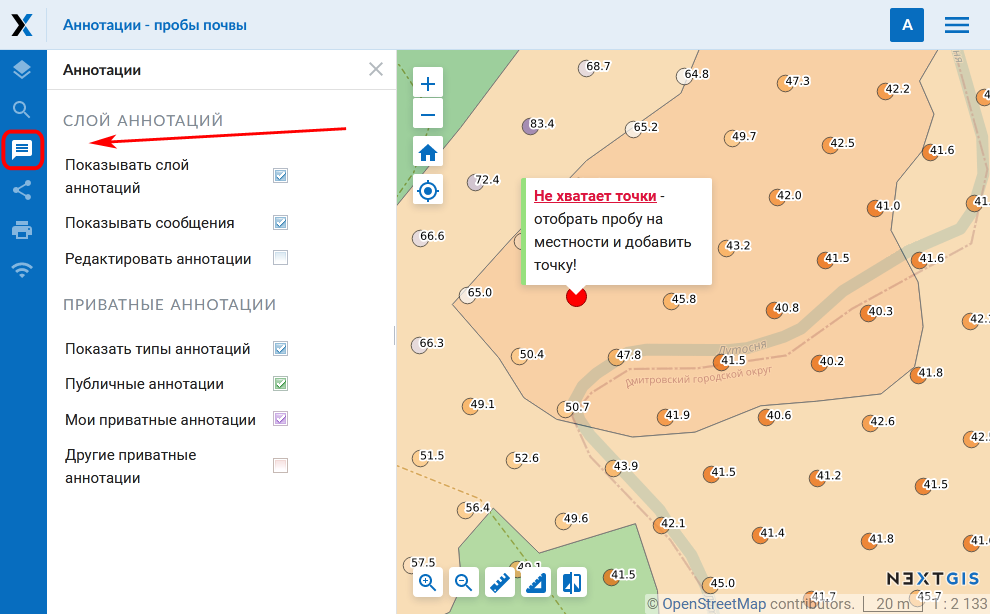 Аннотации - пробы почвы
A
Аннотации
СЛОЙ АННОТАЦИЙ
Показывать слой
аннотаций
Показывать сообщения
Редактировать аннотации
ПРИВАТНЫЕ АННОТАЦИИ
Показать типы аннотаций
Публичные аннотации
Мои приватные аннотации
Другие приватные
аннотации
68.7
64.8
47.3
42.2
83.4
65.2
49.7
42.5
41.6
72.4
42.0
41.0
Не хватает точки -
отобрать пробу на
местности и добавить
точку!
66.6
43.2
41.5
41.6
65.0
45.8
40.8
40.3
66.3
50.4
47.8
Лутосня
41.5
40.2
41.8
Дмитровский городской округ
49.1
50.7
41.9
40.6
42.6
51.5
52.6
43.9
41.5
41.2
41.5
56.4
49.6
42.1
41.4
41.8
57.5
49.1
41.5
45.0
NEXTGIS
41.7
45.7
© OpenStreetMap contributors.
20 m
1 : 2 133